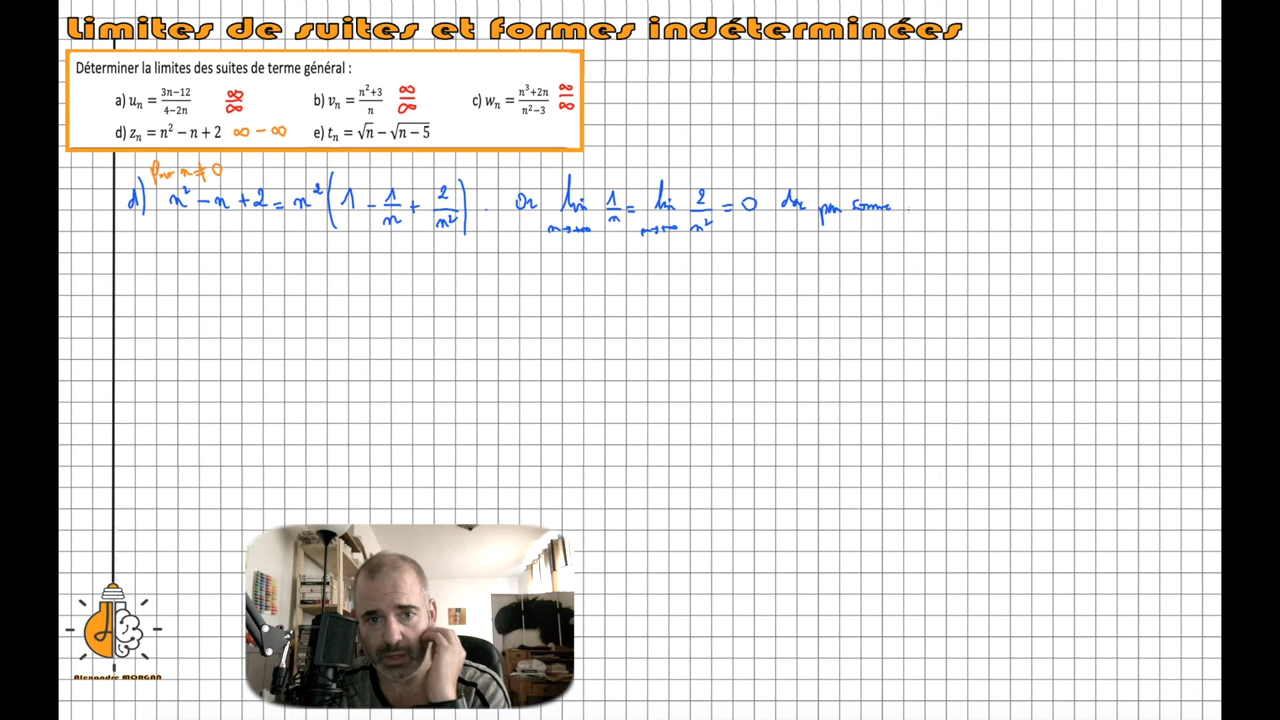 Limites de suites et formes indéterminées
Déterminer la limites des suites de terme général :
a) uₙ = (3n−12)/(4−2n) ∞/∞ b) vₙ = (n²+3)/n ∞/∞ c) wₙ = (n³+2n)/(n²−3) ∞/∞
d) zₙ = n² − n + 2 ∞ − ∞ e) tₙ = √n − √(n−5)
Pour n ≠ 0
d) n² − n + 2 = n² (1 − 1/n + 2/n²) . Or lim n→+∞ 1/n = lim n→+∞ 2/n² = 0 donc par somme
Alexandre MORGAN